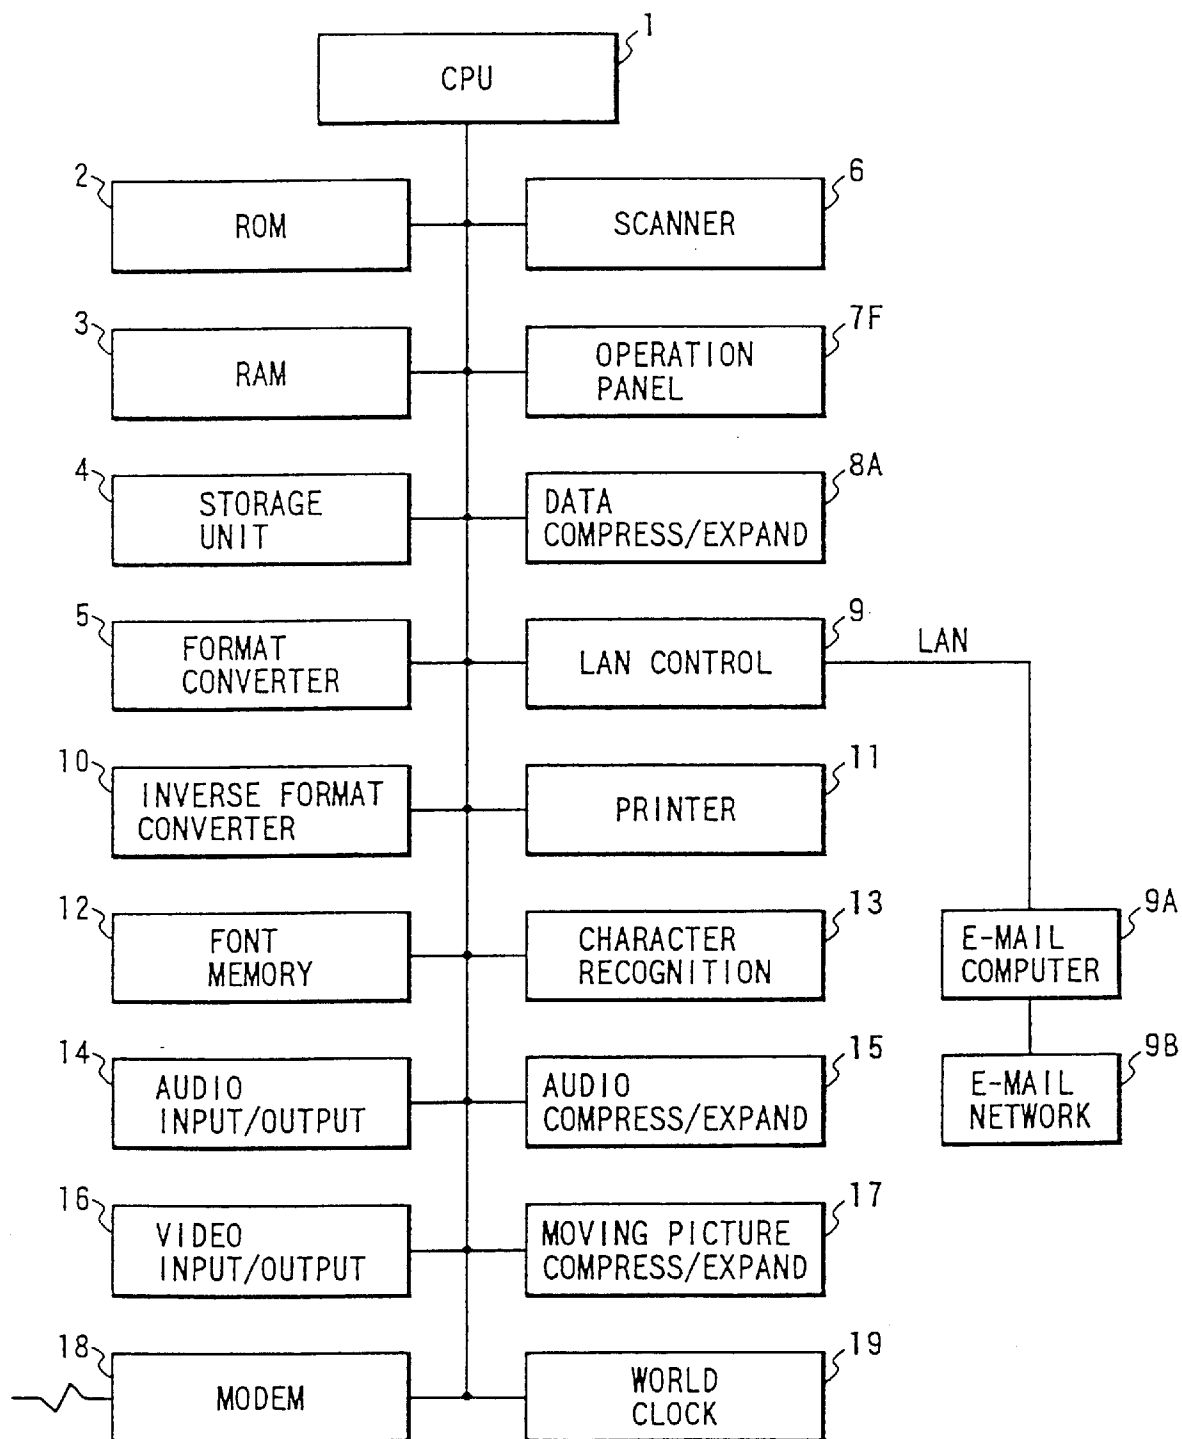 1
CPU
2
ROM
6
SCANNER
3
RAM
7F
OPERATION
PANEL
4
STORAGE
UNIT
8A
DATA
COMPRESS/EXPAND
5
FORMAT
CONVERTER
9
LAN CONTROL
LAN
10
INVERSE FORMAT
CONVERTER
11
PRINTER
12
FONT
MEMORY
13
CHARACTER
RECOGNITION
9A
E-MAIL
COMPUTER
14
AUDIO
INPUT/OUTPUT
15
AUDIO
COMPRESS/EXPAND
9B
E-MAIL
NETWORK
16
VIDEO
INPUT/OUTPUT
17
MOVING PICTURE
COMPRESS/EXPAND
18
MODEM
19
WORLD
CLOCK